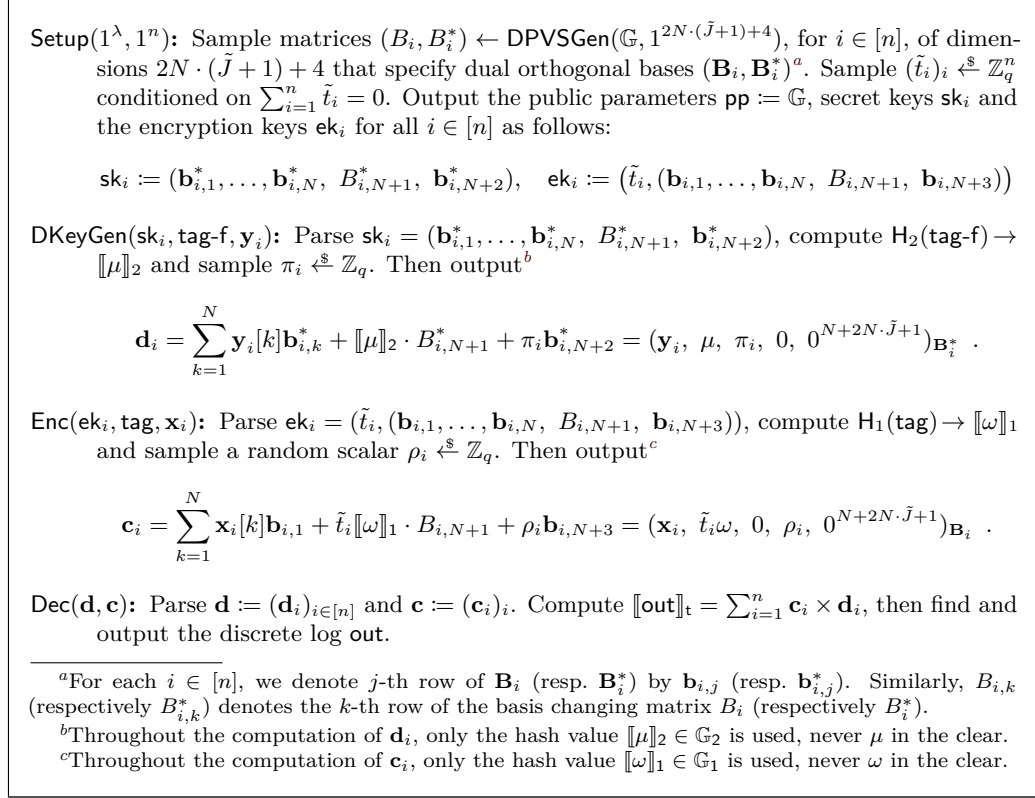 Setup(1^λ, 1^n): Sample matrices (B_i, B_i^*) ← DPVSGen(𝔾, 1^{2N·(J̃+1)+4}), for i ∈ [n], of dimen-
sions 2N · (J̃ + 1) + 4 that specify dual orthogonal bases (𝐁_i, 𝐁_i^*)^a. Sample (t̃_i)_i ←$ ℤ_q^n
conditioned on ∑_{i=1}^n t̃_i = 0. Output the public parameters pp ≔ 𝔾, secret keys sk_i and
the encryption keys ek_i for all i ∈ [n] as follows:
sk_i ≔ (𝐛_{i,1}^*, . . . , 𝐛_{i,N}^*, B_{i,N+1}^*, 𝐛_{i,N+2}^*), ek_i ≔ (t̃_i, (𝐛_{i,1}, . . . , 𝐛_{i,N}, B_{i,N+1}, 𝐛_{i,N+3}))
DKeyGen(sk_i, tag-f, 𝐲_i): Parse sk_i = (𝐛_{i,1}^*, . . . , 𝐛_{i,N}^*, B_{i,N+1}^*, 𝐛_{i,N+2}^*), compute H_2(tag-f) →
⟦μ⟧_2 and sample π_i ←$ ℤ_q. Then output^b
𝐝_i = ∑_{k=1}^N 𝐲_i[k]𝐛_{i,k}^* + ⟦μ⟧_2 · B_{i,N+1}^* + π_i𝐛_{i,N+2}^* = (𝐲_i, μ, π_i, 0, 0^{N+2N·J̃+1})_{𝐁_i^*} .
Enc(ek_i, tag, 𝐱_i): Parse ek_i = (t̃_i, (𝐛_{i,1}, . . . , 𝐛_{i,N}, B_{i,N+1}, 𝐛_{i,N+3})), compute H_1(tag) → ⟦ω⟧_1
and sample a random scalar ρ_i ←$ ℤ_q. Then output^c
𝐜_i = ∑_{k=1}^N 𝐱_i[k]𝐛_{i,1} + t̃_i⟦ω⟧_1 · B_{i,N+1} + ρ_i𝐛_{i,N+3} = (𝐱_i, t̃_iω, 0, ρ_i, 0^{N+2N·J̃+1})_{𝐁_i} .
Dec(𝐝, 𝐜): Parse 𝐝 ≔ (𝐝_i)_{i∈[n]} and 𝐜 ≔ (𝐜_i)_i. Compute ⟦out⟧_t = ∑_{i=1}^n 𝐜_i × 𝐝_i, then find and
output the discrete log out.
^aFor each i ∈ [n], we denote j-th row of 𝐁_i (resp. 𝐁_i^*) by 𝐛_{i,j} (resp. 𝐛_{i,j}^*). Similarly, B_{i,k}
(respectively B_{i,k}^*) denotes the k-th row of the basis changing matrix B_i (respectively B_i^*).
^bThroughout the computation of 𝐝_i, only the hash value ⟦μ⟧_2 ∈ 𝔾_2 is used, never μ in the clear.
^cThroughout the computation of 𝐜_i, only the hash value ⟦ω⟧_1 ∈ 𝔾_1 is used, never ω in the clear.